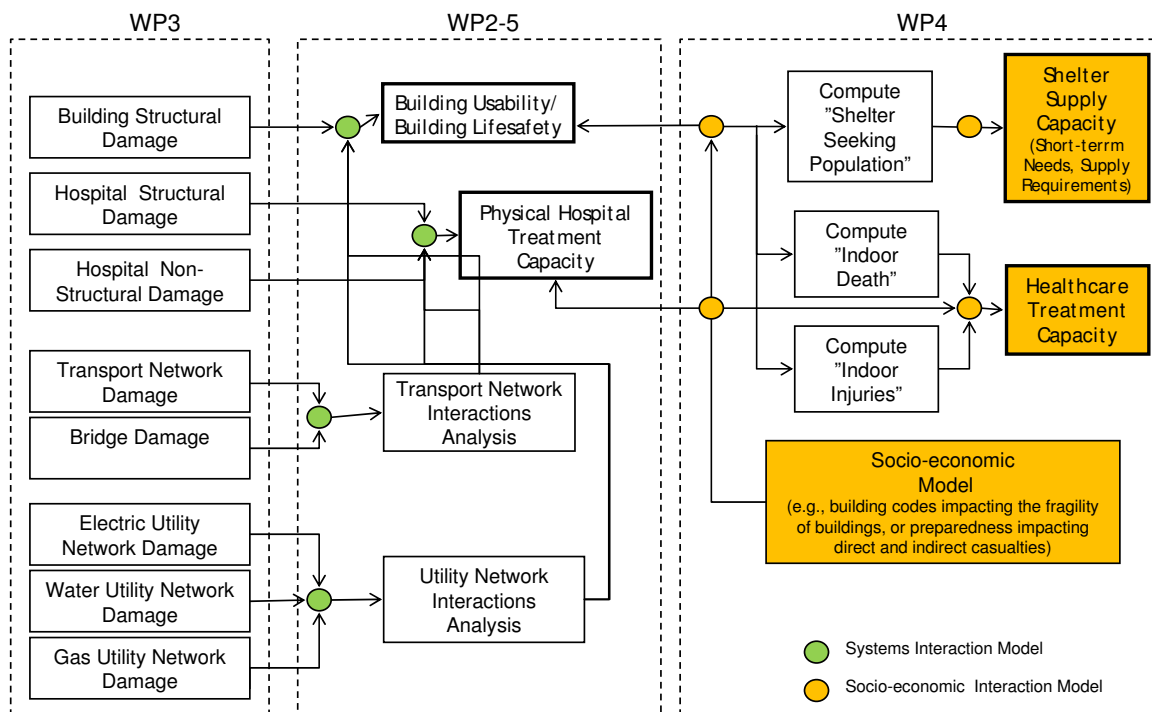 WP3
WP2-5
WP4
Building Structural
Damage
Hospital Structural
Damage
Hospital Non-
Structural Damage
Transport Network
Damage
Bridge Damage
Electric Utility
Network Damage
Water Utility Network
Damage
Gas Utility Network
Damage
Building Usability/
Building Lifesafety
Physical Hospital
Treatment
Capacity
Transport Network
Interactions
Analysis
Utility Network
Interactions
Analysis
Compute
”Shelter
Seeking
Population”
Shelter
Supply
Capacity
(Short-terrm
Needs, Supply
Requirements)
Compute
”Indoor
Death”
Compute
”Indoor
Injuries”
Healthcare
Treatment
Capacity
Socio-economic
Model
(e.g., building codes impacting the fragility
of buildings, or preparedness impacting
direct and indirect casualties)
Systems Interaction Model
Socio-economic Interaction Model